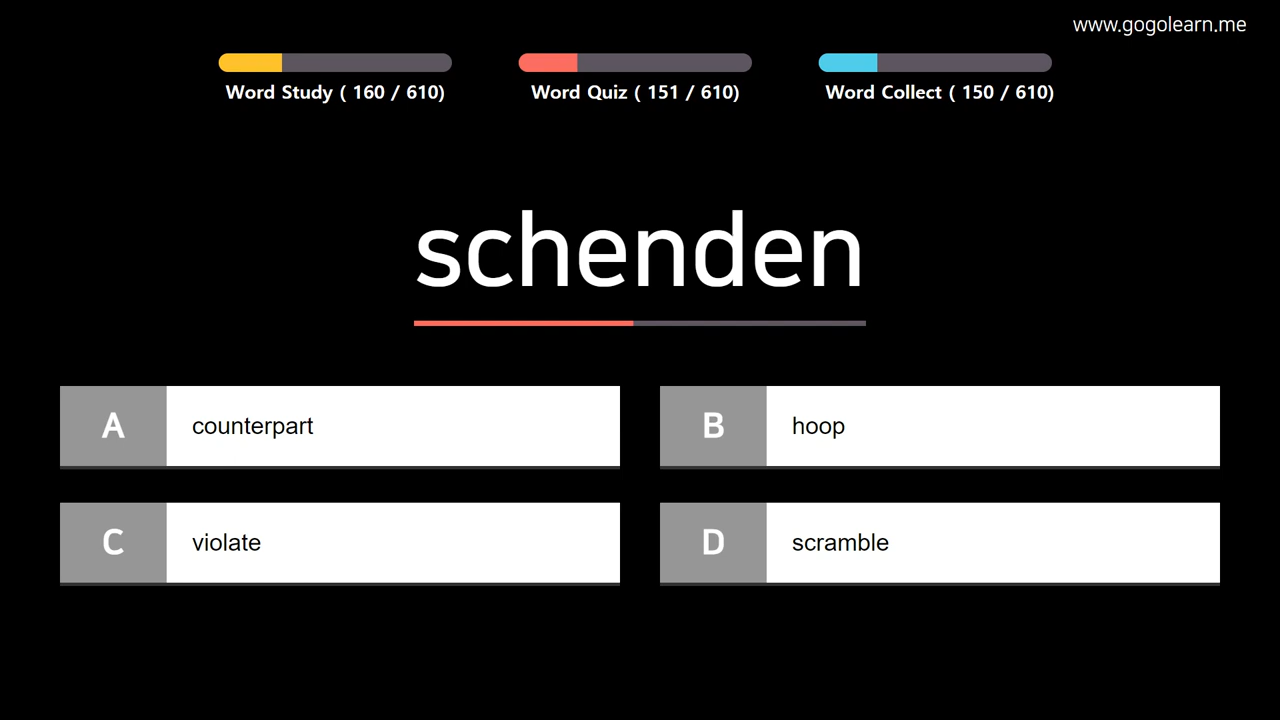 www.gogolearn.me
Word Study ( 160 / 610)
Word Quiz ( 151 / 610)
Word Collect ( 150 / 610)
schenden
A counterpart
B hoop
C violate
D scramble